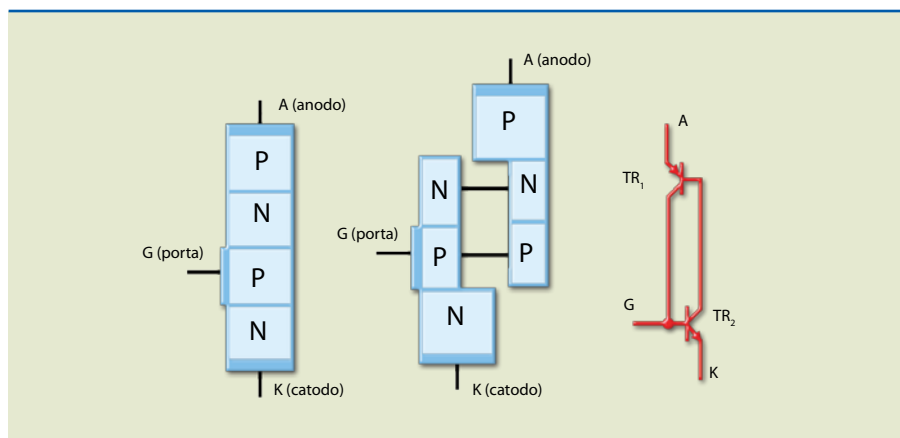 A (anodo)
P
N
G (porta)
P
N
K (catodo)
A (anodo)
P
N
N
G (porta)
P
P
N
K (catodo)
A
TR1
G
TR2
K